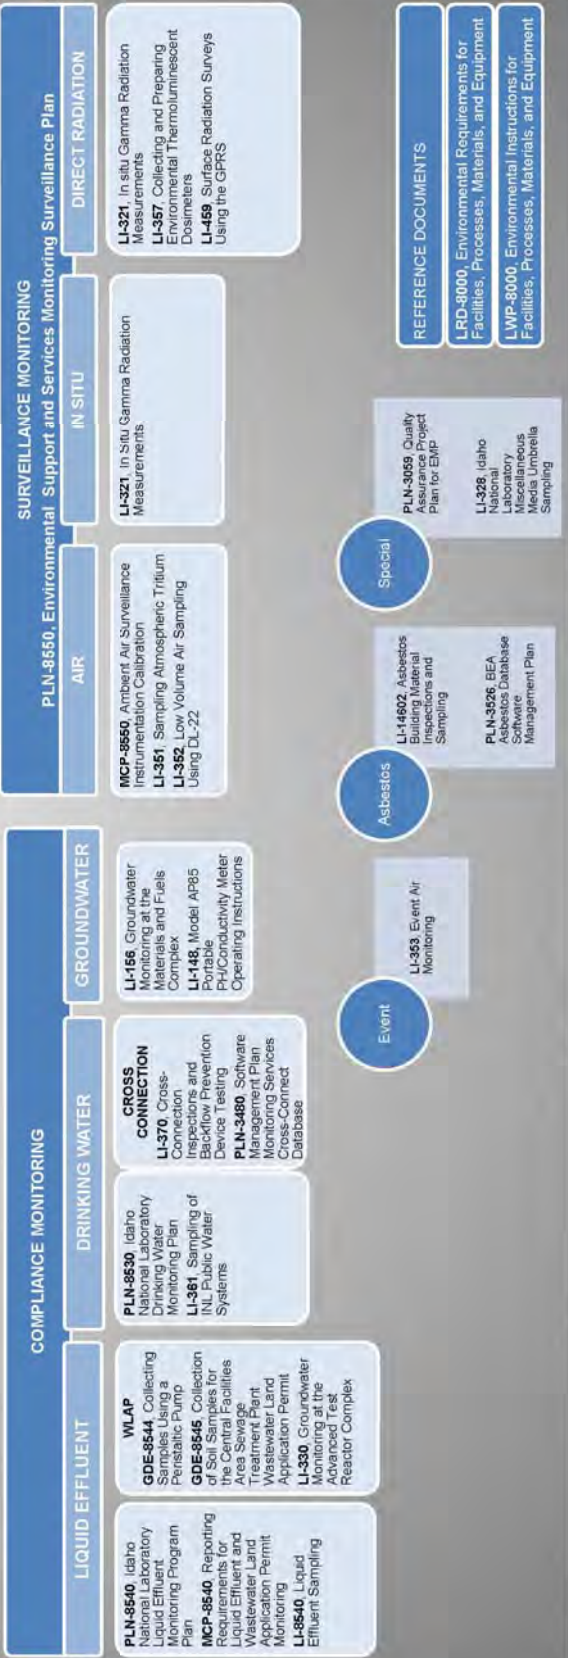 COMPLIANCE MONITORING
LIQUID EFFLUENT
PLN-8540, Idaho
National Laboratory
Liquid Effluent
Monitoring Program
Plan
MCP-8540, Reporting
Requirements for
Liquid Effluent and
Wastewater Land
Application Permit
Monitoring
LI-8540, Liquid
Effluent Sampling
WLAP
GDE-8544, Collecting
Samples Using a
Peristaltic Pump
GDE-8545, Collection
of Soil Samples for
the Central Facilities
Area Sewage
Treatment Plant
Wastewater Land
Application Permit
LI-330, Groundwater
Monitoring at the
Advanced Test
Reactor Complex
DRINKING WATER
PLN-8530, Idaho
National Laboratory
Drinking Water
Monitoring Plan
LI-361, Sampling of
INL Public Water
Systems
CROSS
CONNECTION
LI-370, Cross-
Connection
Inspections and
Backflow Prevention
Device Testing
PLN-3480, Software
Management Plan
Monitoring Services
Cross-Connect
Database
GROUNDWATER
LI-156, Groundwater
Monitoring at the
Materials and Fuels
Complex
LI-148, Model AP85
Portable
PH/Conductivity Meter
Operating Instructions
SURVEILLANCE MONITORING
PLN-8550, Environmental Support and Services Monitoring Surveillance Plan
AIR
MCP-8550, Ambient Air Surveillance
Instrumentation Calibration
LI-351, Sampling Atmospheric Tritium
LI-352, Low Volume Air Sampling
Using DL-22
IN SITU
LI-321, In Situ Gamma Radiation
Measurements
DIRECT RADIATION
LI-321, In situ Gamma Radiation
Measurements
LI-357, Collecting and Preparing
Environmental Thermoluminescent
Dosimeters
LI-459, Surface Radiation Surveys
Using the GPRS
Event
LI-353, Event Air
Monitoring
Asbestos
LI-14602, Asbestos
Building Material
Inspections and
Sampling
PLN-3526, BEA
Asbestos Database
Software
Management Plan
Special
PLN-3059, Quality
Assurance Project
Plan for EMP
LI-328, Idaho
National
Laboratory
Miscellaneous
Media Umbrella
Sampling
REFERENCE DOCUMENTS
LRD-8000, Environmental Requirements for
Facilities, Processes, Materials, and Equipment
LWP-8000, Environmental Instructions for
Facilities, Processes, Materials, and Equipment